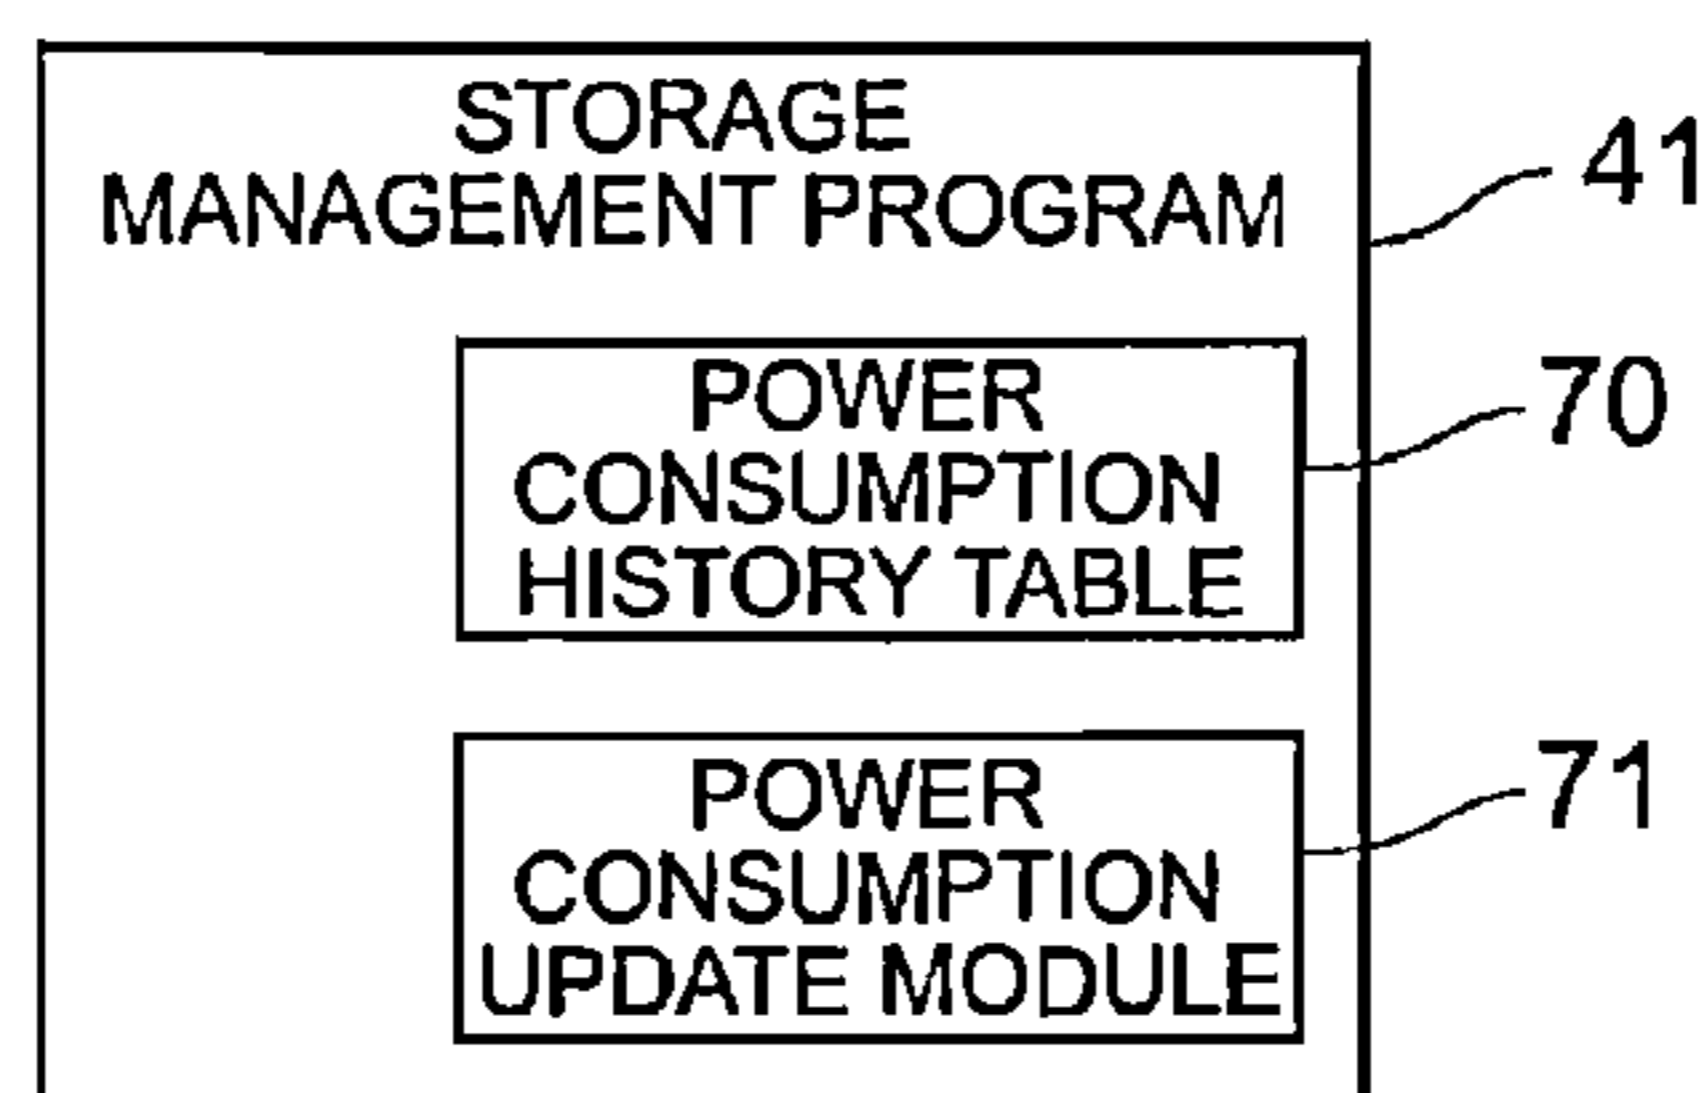 STORAGE
MANAGEMENT PROGRAM
41
POWER
CONSUMPTION
HISTORY TABLE
70
POWER
CONSUMPTION
UPDATE MODULE
71